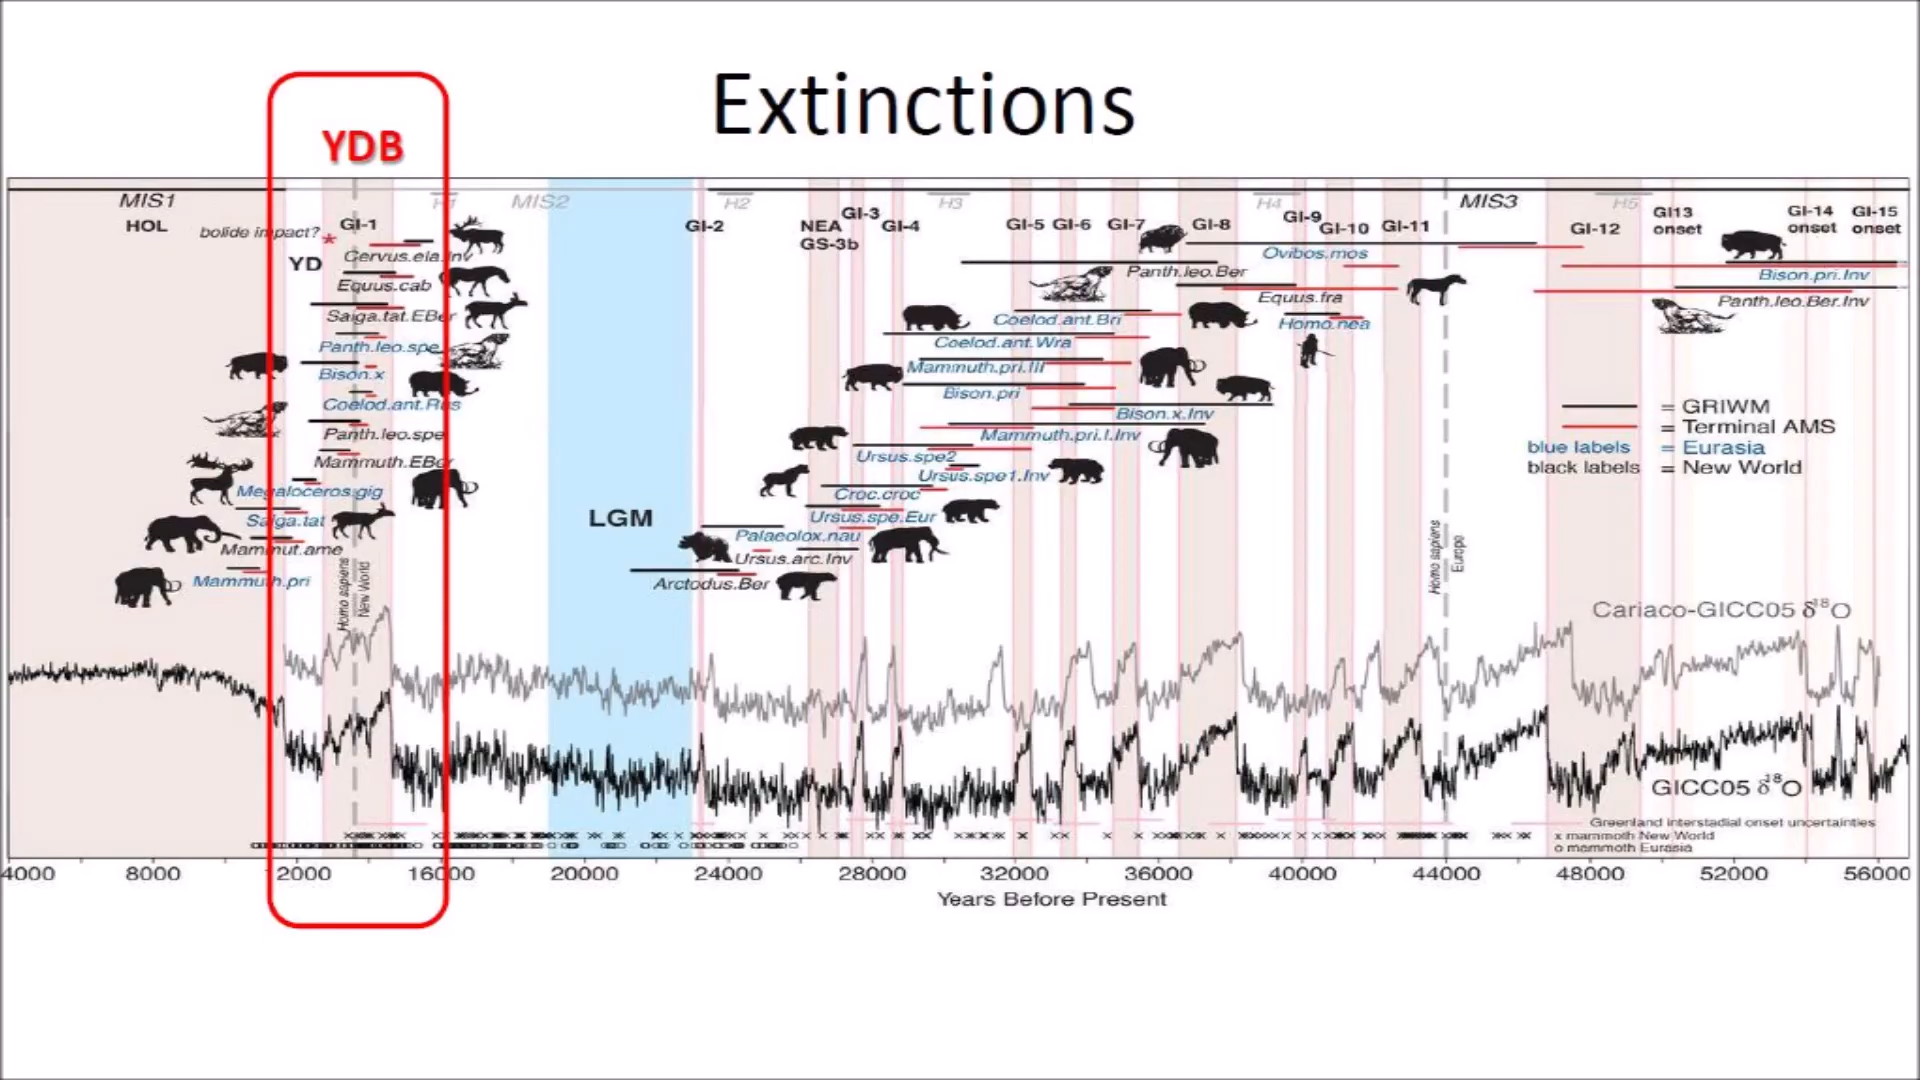 Extinctions
YDB
MIS1
H1
MIS2
H2
H3
H4
MIS3
H5
HOL
bolide impact?
*
GI-1
YD
GI-2
NEA
GS-3b
GI-3
GI-4
GI-5
GI-6
GI-7
GI-8
GI-9
GI-10
GI-11
GI-12
GI13
onset
GI-14
onset
GI-15
onset
Cervus.ela.Inv
Equus.cab
Saiga.tat.EBer
Panth.leo.spe
Bison.x
Coelod.ant.Rus
Panth.leo.spe
Mammuth.EBer
Megaloceros.gig
Saiga.tat
Mammut.ame
Mammuth.pri
Homo sapiens
New World
LGM
Ovibos.mos
Panth.leo.Ber
Equus.fra
Coelod.ant.Bri
Homo.nea
Coelod.ant.Wra
Mammuth.pri.III
Bison.pri
Bison.x.Inv
Mammuth.pri.I.Inv
Ursus.spe2
Ursus.spe1.Inv
Croc.croc
Ursus.spe.Eur
Palaeolox.nau
Ursus.arc.Inv
Arctodus.Ber
Bison.pri.Inv
Panth.leo.Ber.Inv
= GRIWM
= Terminal AMS
blue labels = Eurasia
black labels = New World
Homo sapiens
Europe
Cariaco-GICC05 δ¹⁸O
GICC05 δ¹⁸O
Greenland interstadial onset uncertainties
x mammoth New World
o mammoth Eurasia
4000 8000 12000 16000 20000 24000 28000 32000 36000 40000 44000 48000 52000 56000
Years Before Present